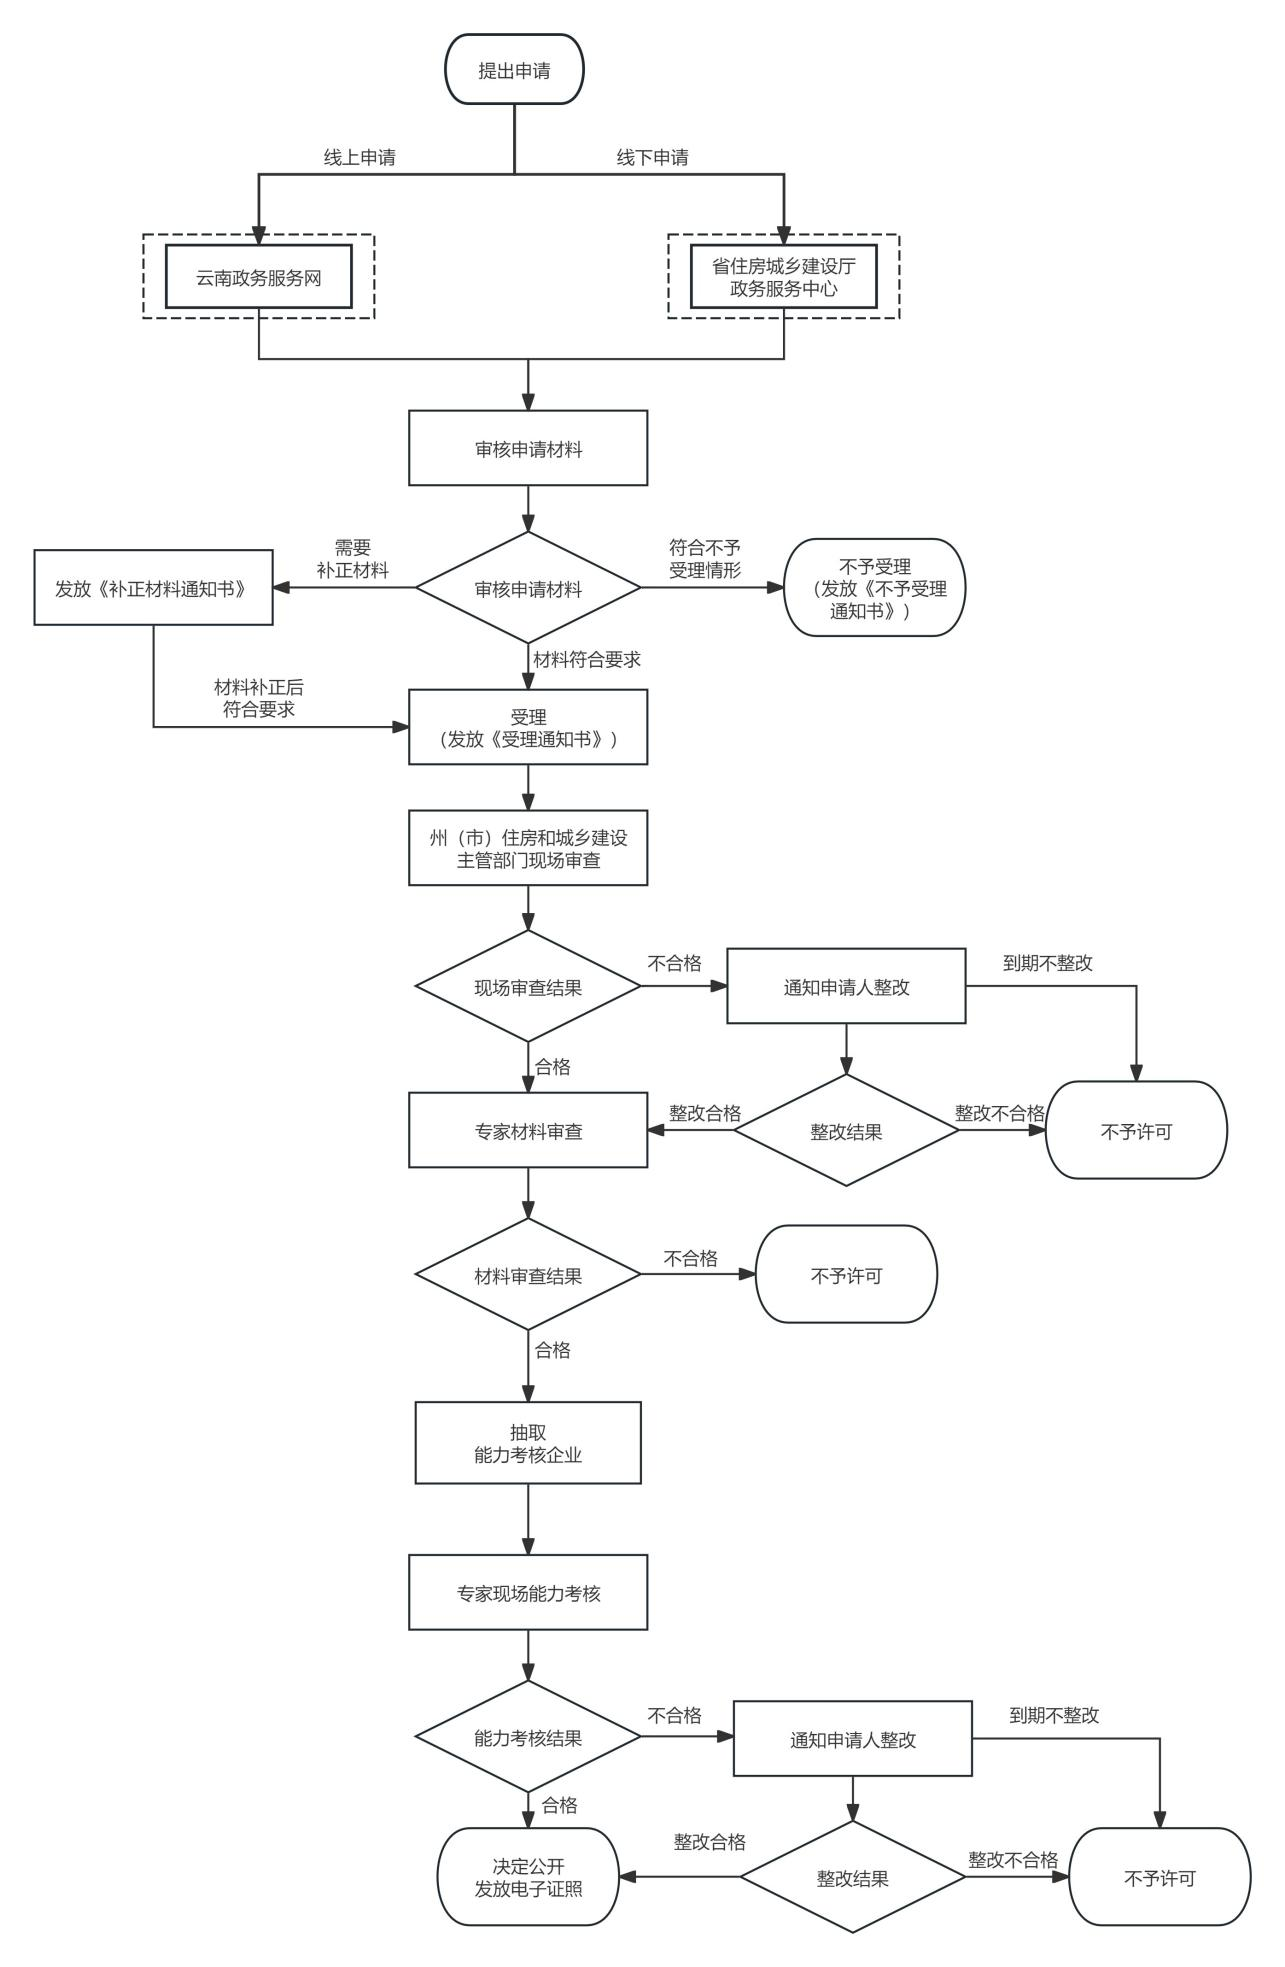 提出申请
线上申请
线下申请
云南政务服务网
省住房城乡建设厅
政务服务中心
审核申请材料
需要
补正材料
符合不予
受理情形
发放《补正材料通知书》
审核申请材料
不予受理
（发放《不予受理
通知书》）
材料符合要求
材料补正后
符合要求
受理
（发放《受理通知书》）
州（市）住房和城乡建设
主管部门现场审查
现场审查结果
不合格
通知申请人整改
到期不整改
合格
专家材料审查
整改合格
整改结果
整改不合格
不予许可
材料审查结果
不合格
不予许可
合格
抽取
能力考核企业
专家现场能力考核
能力考核结果
不合格
通知申请人整改
到期不整改
合格
决定公开
发放电子证照
整改合格
整改结果
整改不合格
不予许可